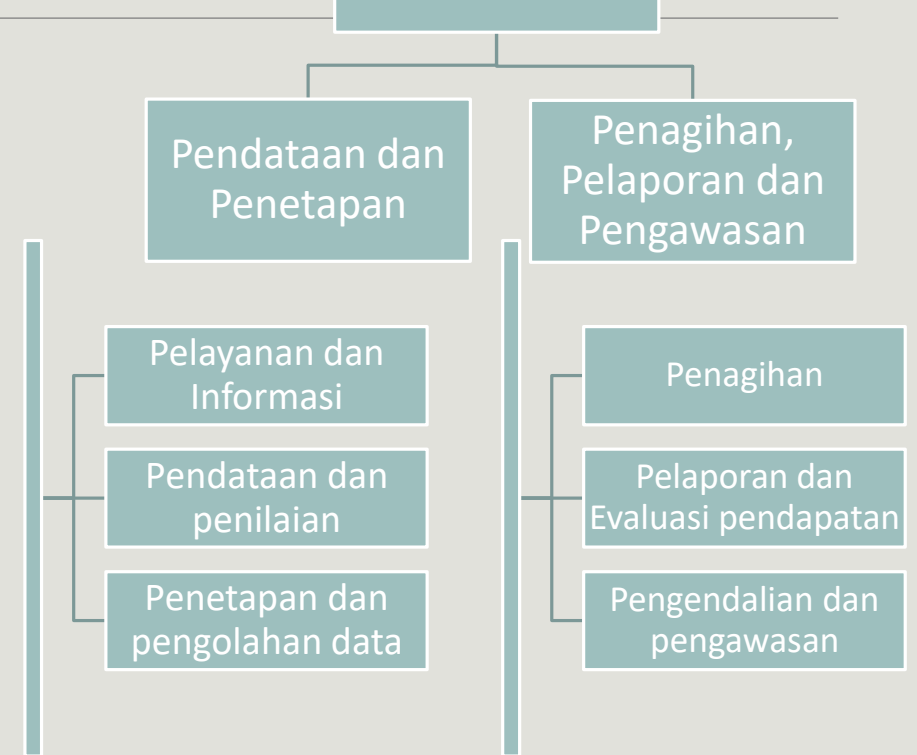 Pendataan dan
Penetapan
Penagihan,
Pelaporan dan
Pengawasan
Pelayanan dan
Informasi
Pendataan dan
penilaian
Penetapan dan
pengolahan data
Penagihan
Pelaporan dan
Evaluasi pendapatan
Pengendalian dan
pengawasan